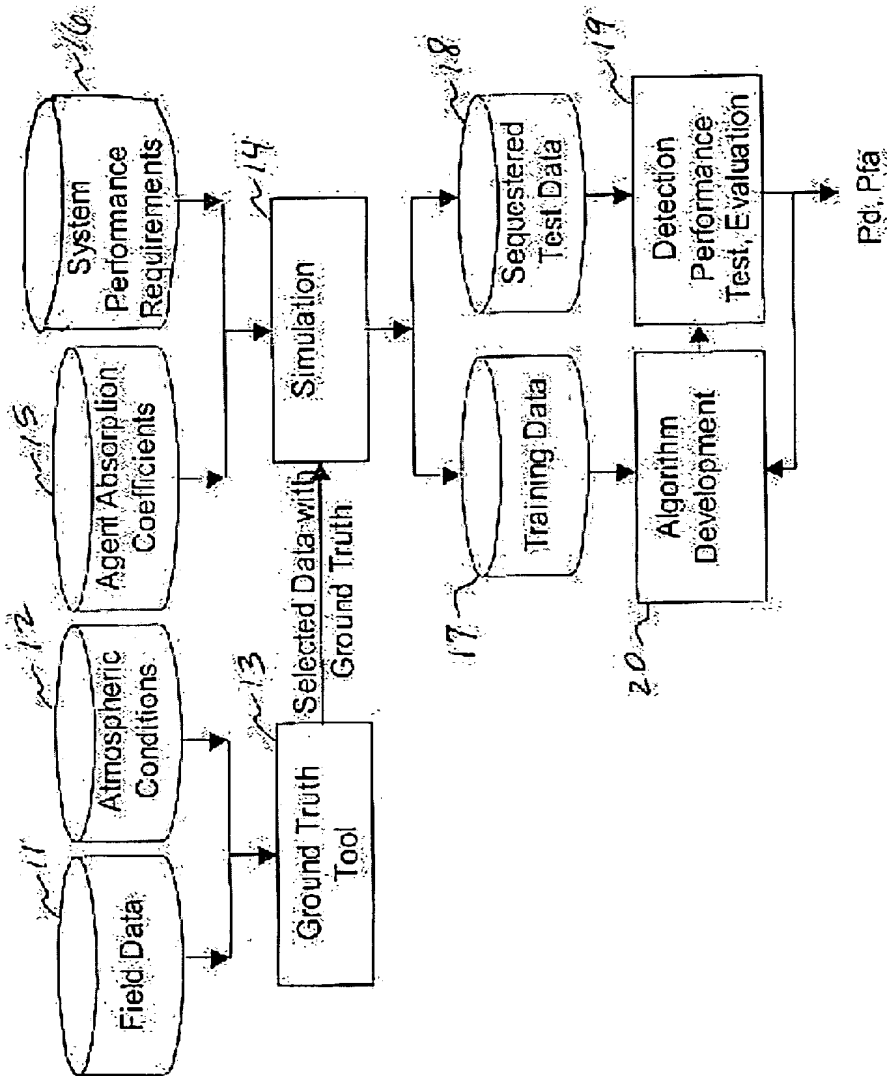 11
Field Data
12
Atmospheric
Conditions
15
Agent Absorption
Coefficients
16
System
Performance
Requirements
13
Ground Truth
Tool
Selected Data with
Ground Truth
14
Simulation
17
Training Data
18
Sequestered
Test Data
20
Algorithm
Development
19
Detection
Performance
Test, Evaluation
Pd, Pfa